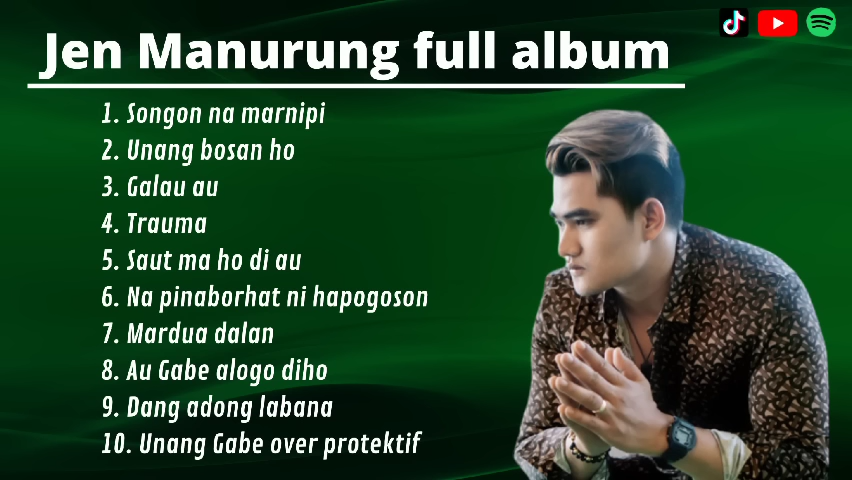 Jen Manurung full album
1. Songon na marnipi
2. Unang bosan ho
3. Galau au
4. Trauma
5. Saut ma ho di au
6. Na pinaborhat ni hapogoson
7. Mardua dalan
8. Au Gabe alogo diho
9. Dang adong labana
10. Unang Gabe over protektif